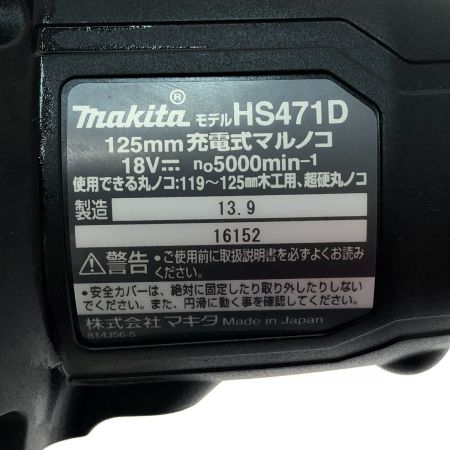 makita® モデル HS471D
125mm 充電式マルノコ
18V⎓ no5000min-1
使用できる丸ノコ:119～125mm木工用、超硬丸ノコ
製造 13.9
16152
⚠警告 •ご使用前に取扱説明書を必ずよくお読み
ください。
•安全カバーは、絶対に固定したり取り外したりしない
でください。また、円滑に動く事を確認してください。
株式会社マキタ Made in Japan
814J56-5